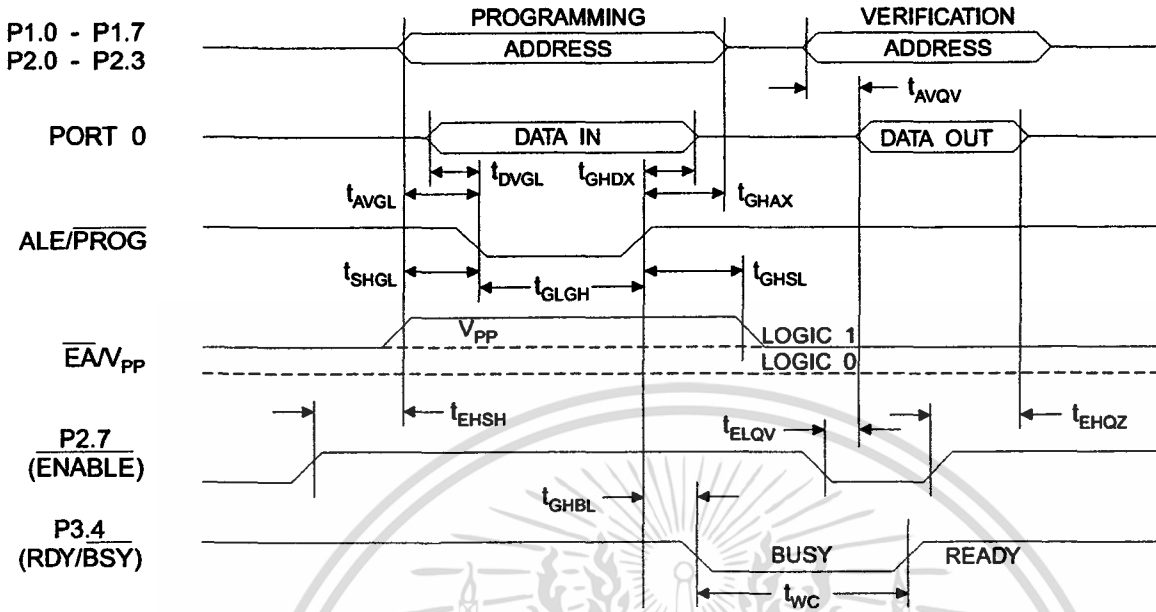 PROGRAMMING VERIFICATION
P1.0 - P1.7
P2.0 - P2.3
ADDRESS ADDRESS
tAVQV
PORT 0 DATA IN DATA OUT
tDVGL tGHDX
tAVGL tGHAX
ALE/PROG
tSHGL tGLGH tGHSL
VPP LOGIC 1
EA/VPP LOGIC 0
tEHSH tELQV tEHQZ
P2.7
(ENABLE)
tGHBL
P3.4
(RDY/BSY) BUSY READY
tWC